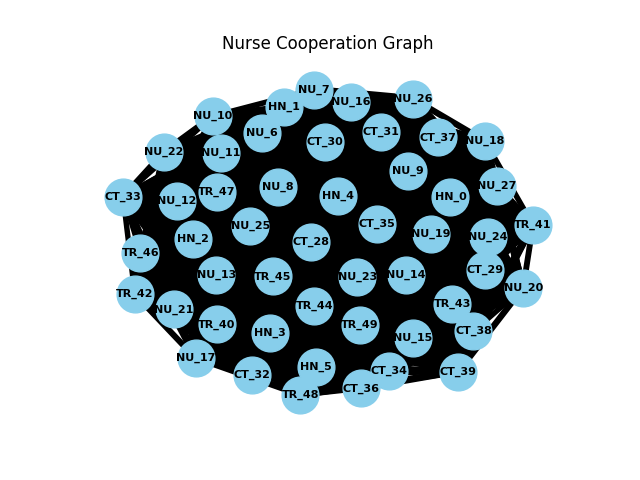 Nurse Cooperation Graph
NU_7
NU_26
NU_16
HN_1
NU_10
NU_6
CT_31
CT_37
NU_18
CT_30
NU_22
NU_11
NU_9
NU_27
NU_8
TR_47
HN_4
HN_0
CT_33
NU_12
CT_35
NU_25
TR_41
NU_19
NU_24
HN_2
CT_28
TR_46
CT_29
NU_13
TR_45
NU_23
NU_14
NU_20
TR_42
TR_43
TR_44
NU_21
TR_40
TR_49
CT_38
HN_3
NU_15
NU_17
HN_5
CT_34
CT_39
CT_32
CT_36
TR_48